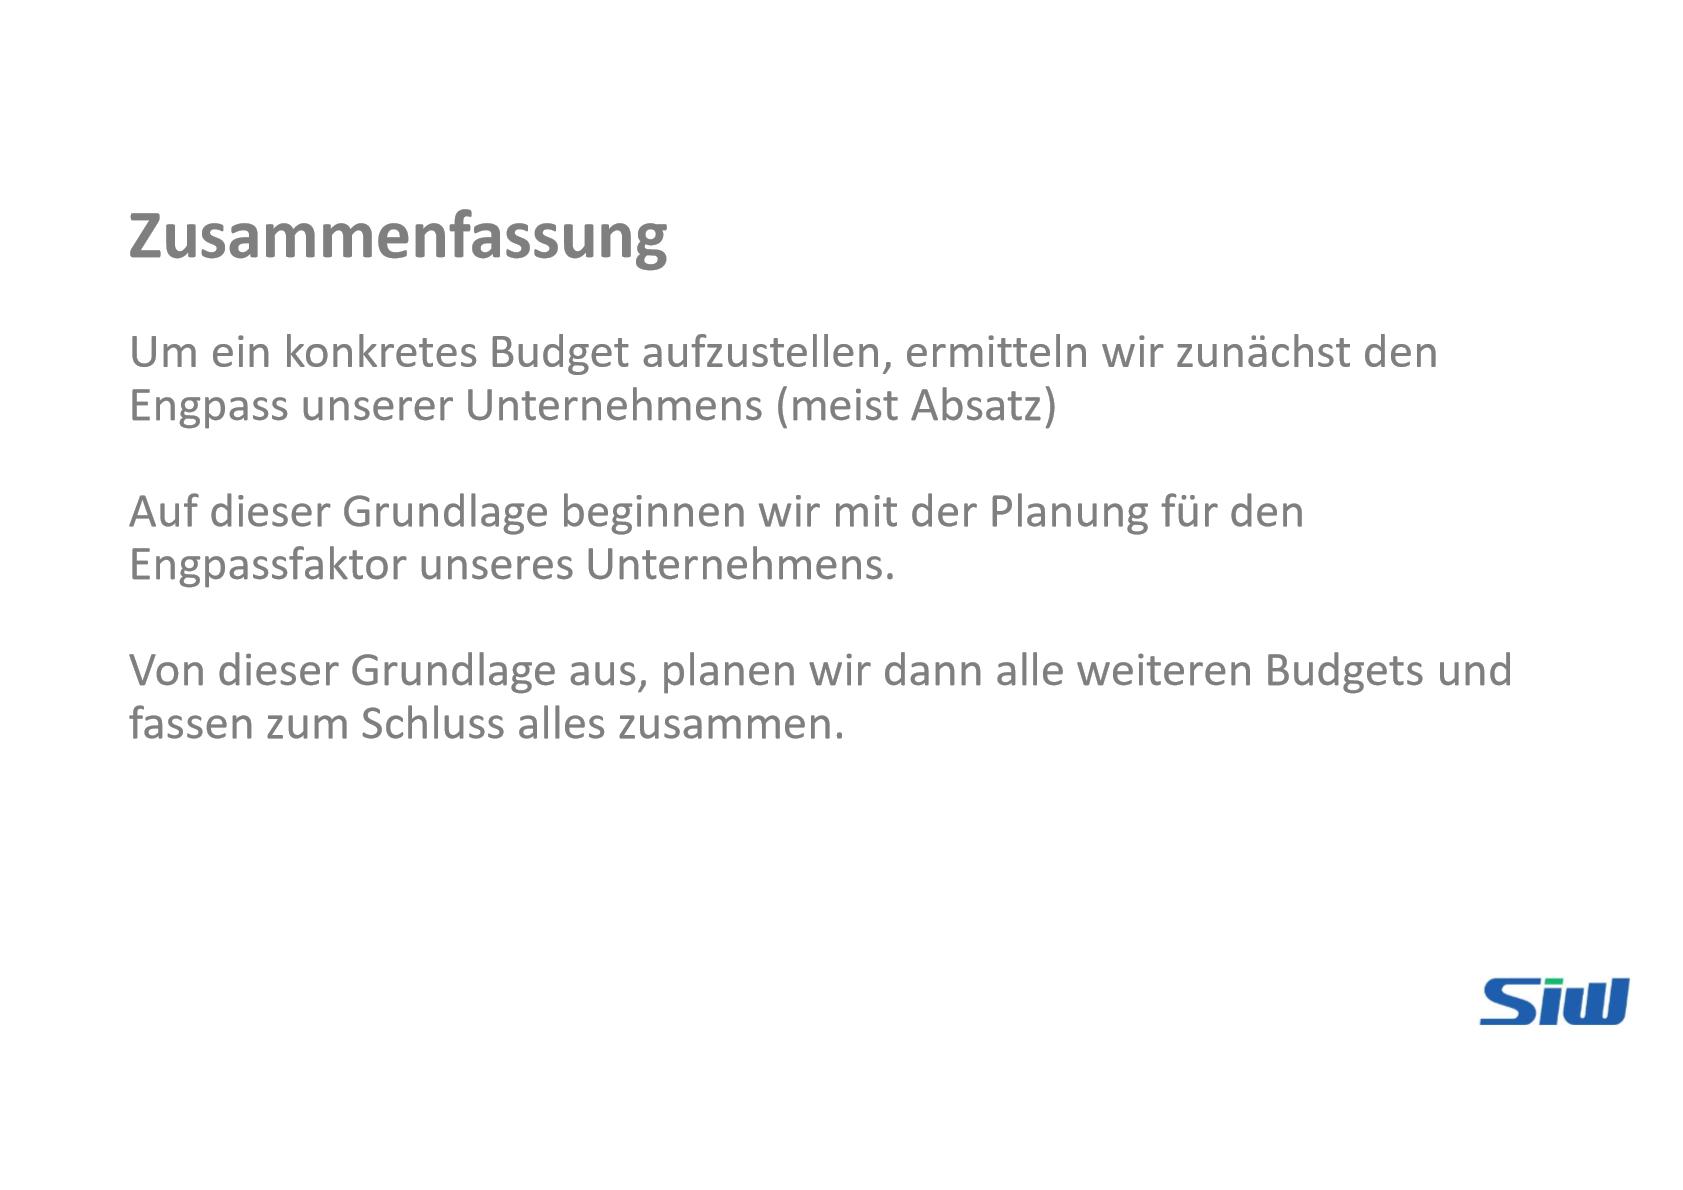 Zusammenfassung
Um ein konkretes Budget aufzustellen, ermitteln wir zunächst den
Engpass unserer Unternehmens (meist Absatz)
Auf dieser Grundlage beginnen wir mit der Planung für den
Engpassfaktor unseres Unternehmens.
Von dieser Grundlage aus, planen wir dann alle weiteren Budgets und
fassen zum Schluss alles zusammen.
Siw